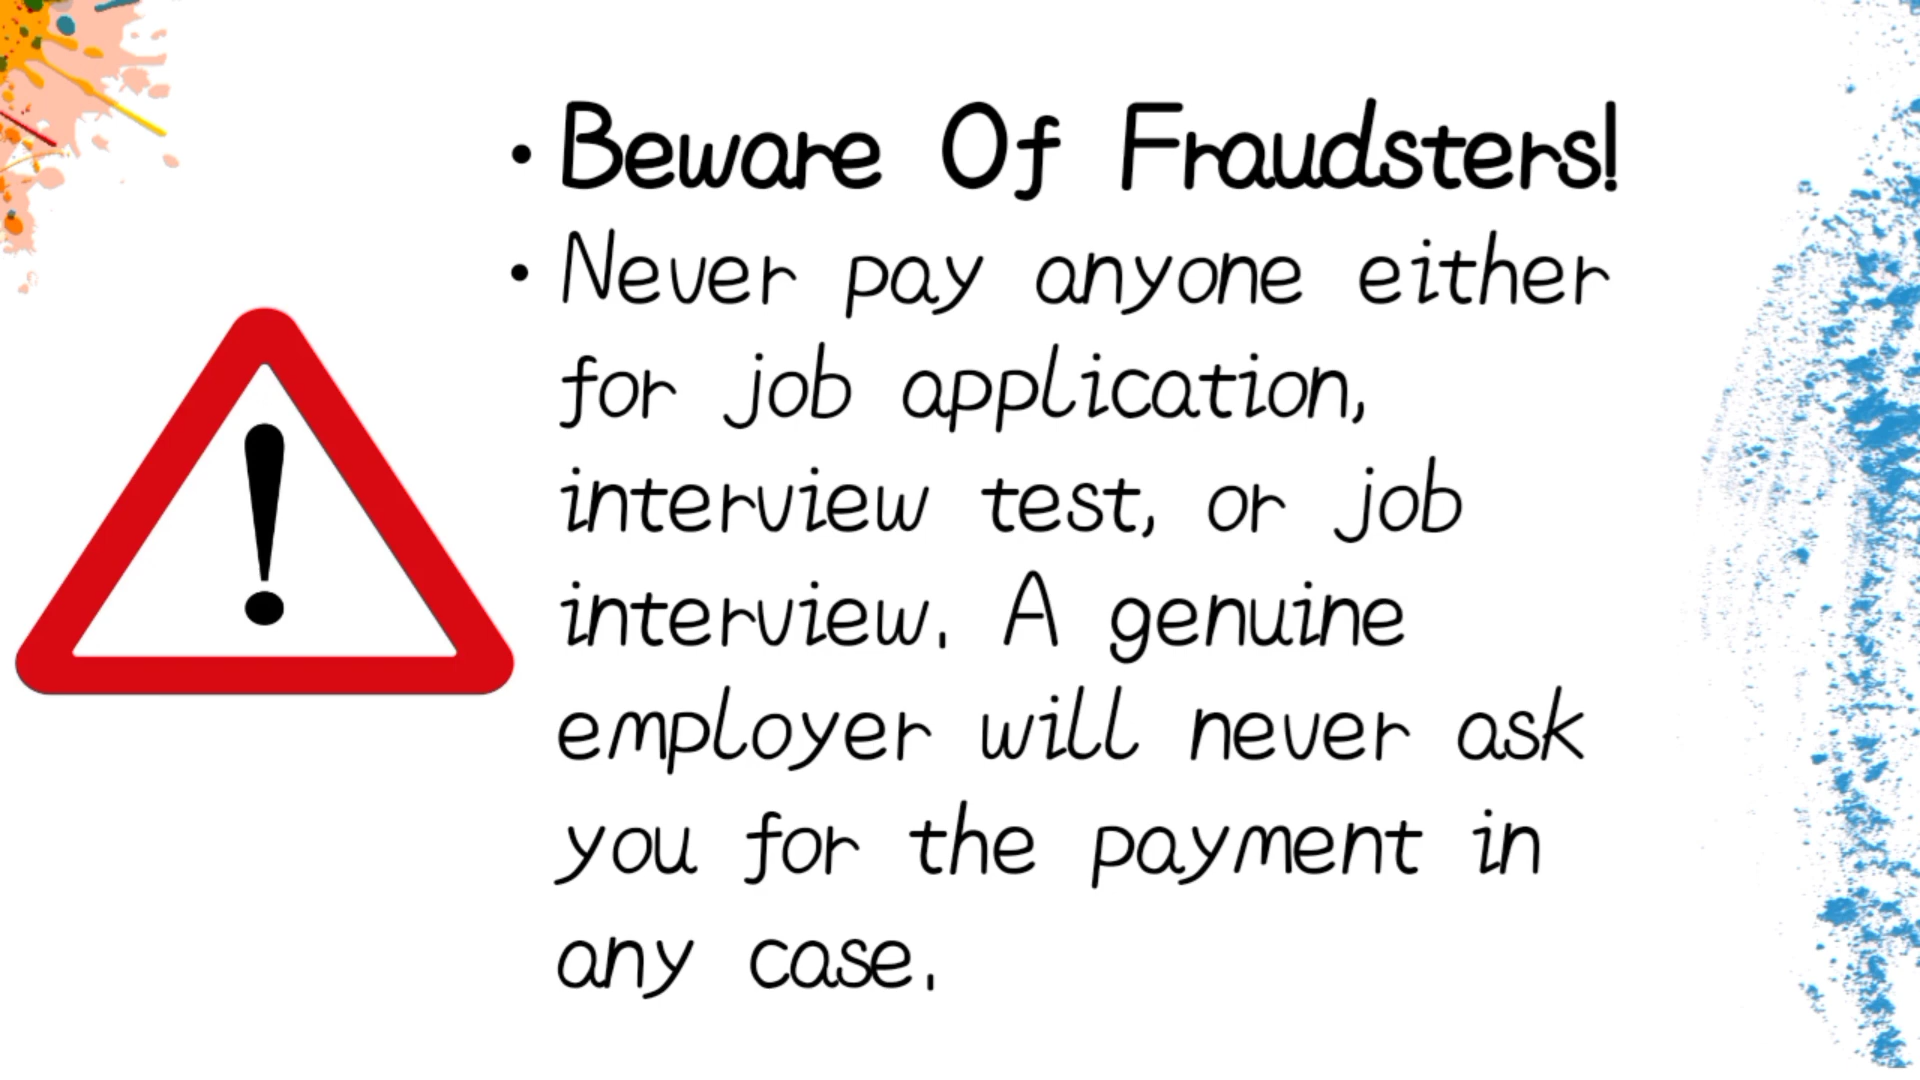 • Beware Of Fraudsters!
• Never pay anyone either
for job application,
interview test, or job
interview. A genuine
employer will never ask
you for the payment in
any case.